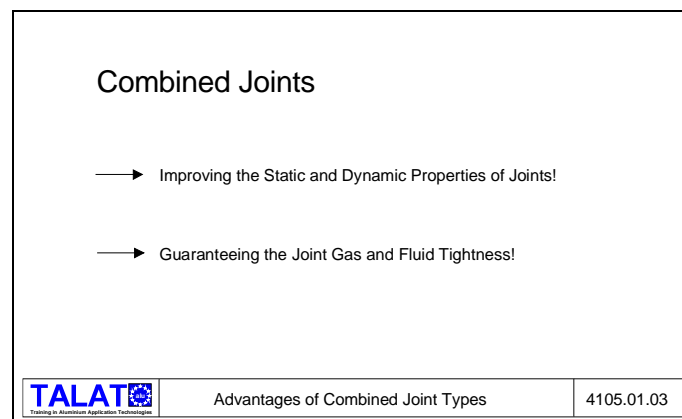 Combined Joints
Improving the Static and Dynamic Properties of Joints!
Guaranteeing the Joint Gas and Fluid Tightness!
TALAT
alu
Training in Aluminium Application Technologies
Advantages of Combined Joint Types
4105.01.03